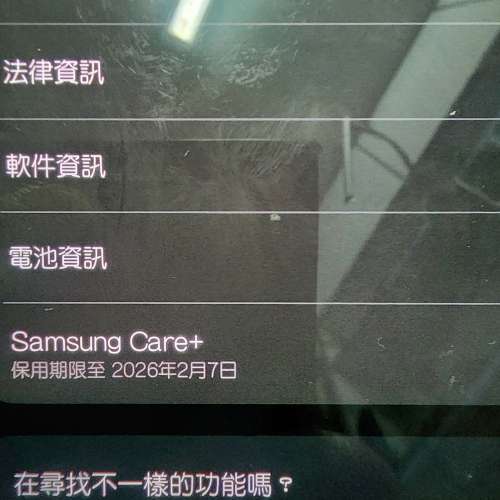 法律資訊
軟件資訊
電池資訊
Samsung Care+
保用期限至 2026年2月7日
在尋找不一樣的功能嗎？